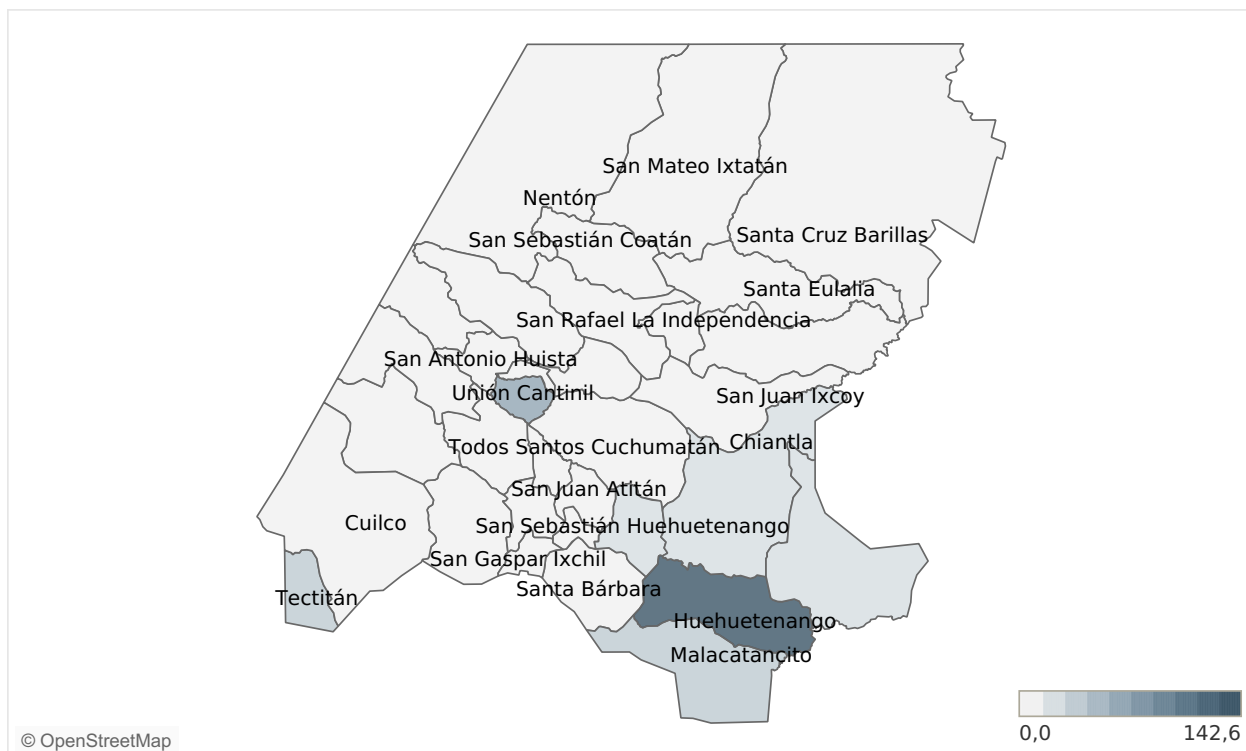 San Mateo Ixtatán
Nentón
San Sebastián Coatán
Santa Cruz Barillas
Santa Eulalia
San Rafael La Independencia
San Antonio Huista
Unión Cantinil
San Juan Ixcoy
Chiantla
Todos Santos Cuchumatán
San Juan Atitán
Cuilco
San Sebastián Huehuetenango
San Gaspar Ixchil
Santa Bárbara
Tectitán
Huehuetenango
Malacatancito
0,0
142,6
© OpenStreetMap